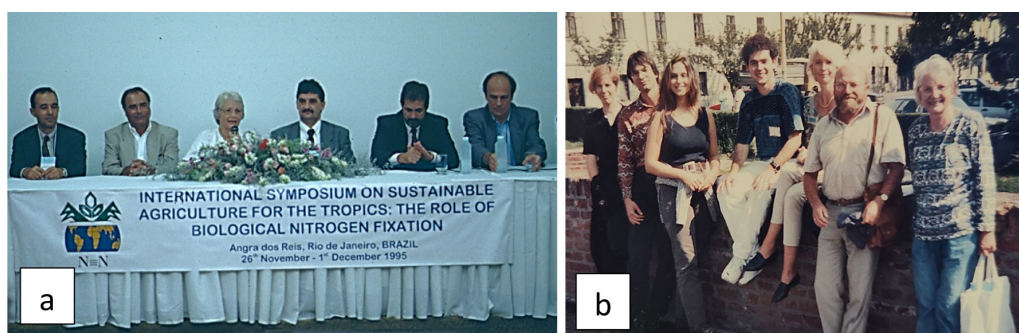 INTERNATIONAL SYMPOSIUM ON SUSTAINABLE
AGRICULTURE FOR THE TROPICS: THE ROLE OF
BIOLOGICAL NITROGEN FIXATION
Angra dos Reis, Rio de Janeiro, BRAZIL
26th November - 1st December 1995
N≡N
a
b